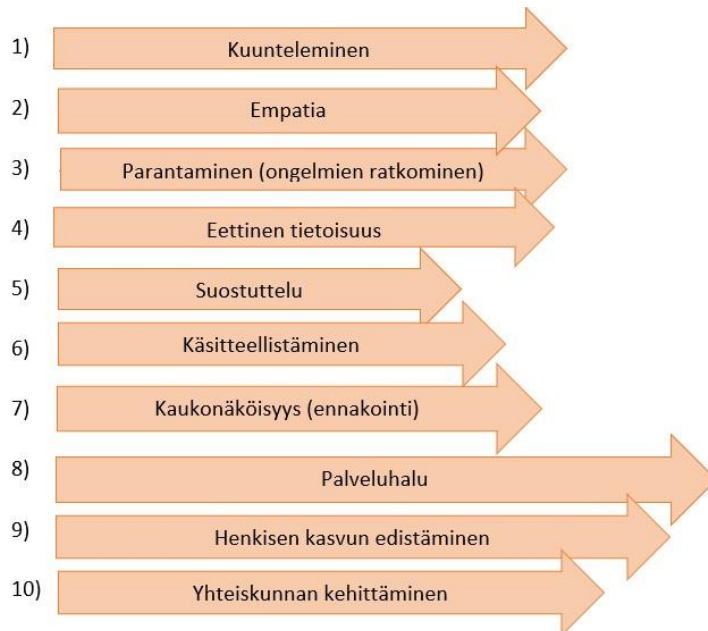 1) Kuunteleminen
2) Empatia
3) Parantaminen (ongelmien ratkominen)
4) Eettinen tietoisuus
5) Suostuttelu
6) Käsitteellistäminen
7) Kaukonäköisyys (ennakointi)
8) Palveluhalu
9) Henkisen kasvun edistäminen
10) Yhteiskunnan kehittäminen